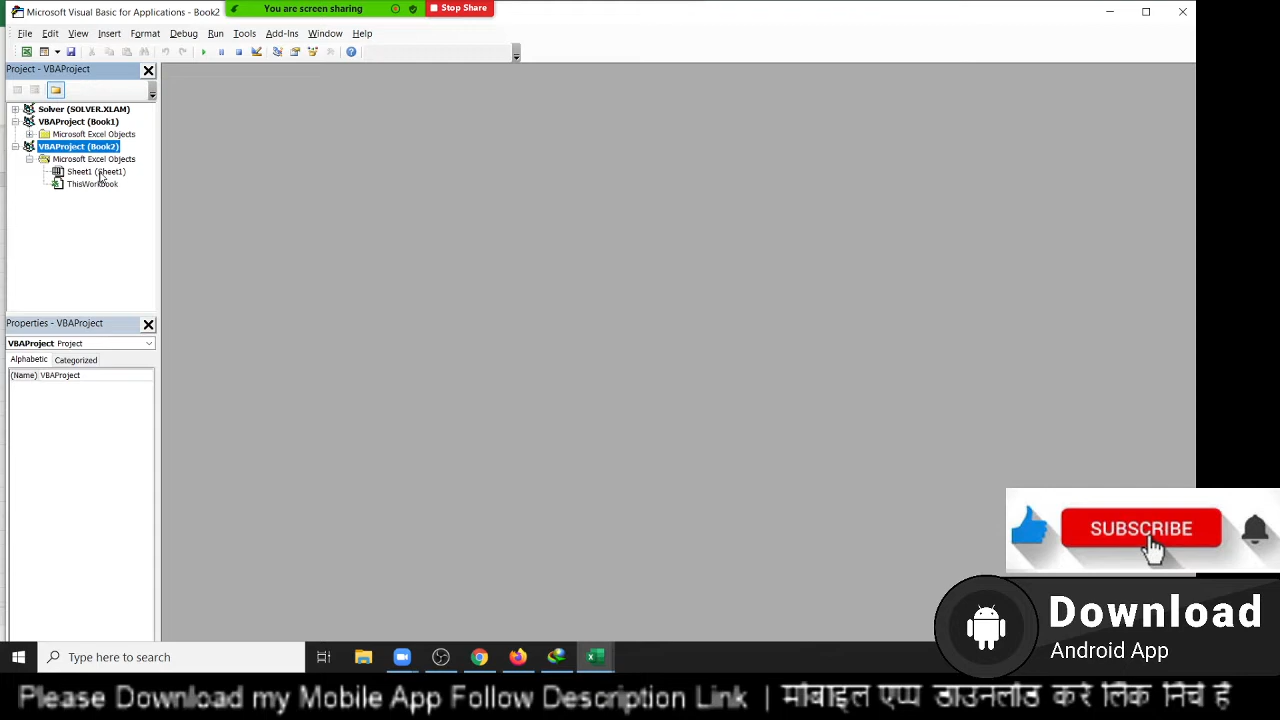 Microsoft Visual Basic for Applications - Book2
You are screen sharing
Stop Share
File Edit View Insert Format Debug Run Tools Add-Ins Window Help
Project - VBAProject
Solver (SOLVER.XLAM)
VBAProject (Book1)
Microsoft Excel Objects
VBAProject (Book2)
Microsoft Excel Objects
Sheet1 (Sheet1)
ThisWorkbook
Properties - VBAProject
VBAProject Project
Alphabetic Categorized
(Name) VBAProject
SUBSCRIBE
Download
Android App
Type here to search
Please Download my Mobile App Follow Description Link | मोबाइल एप्प डाउनलोड करे लिंक निचे है